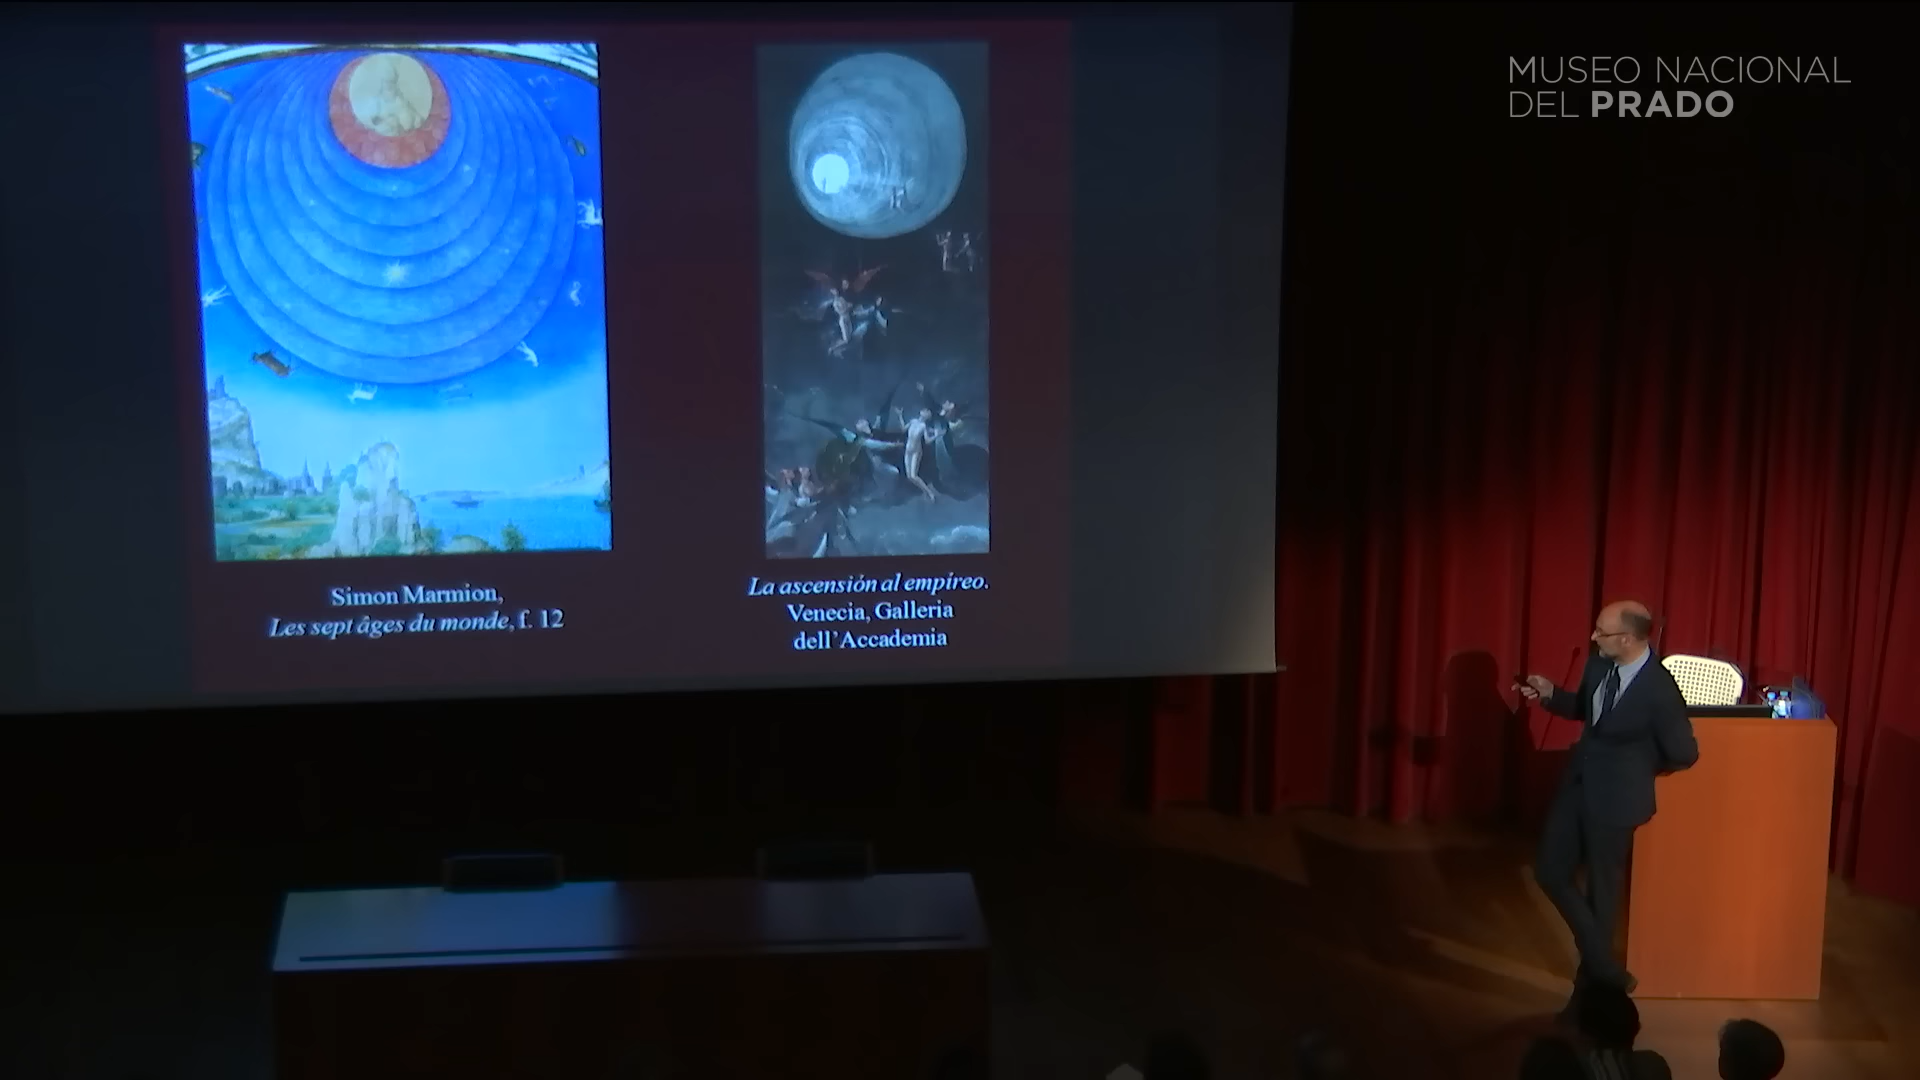 MUSEO NACIONAL
DEL PRADO
Simon Marmion,
Les sept âges du monde, f. 12
La ascensión al empíreo.
Venecia, Galleria
dell'Accademia